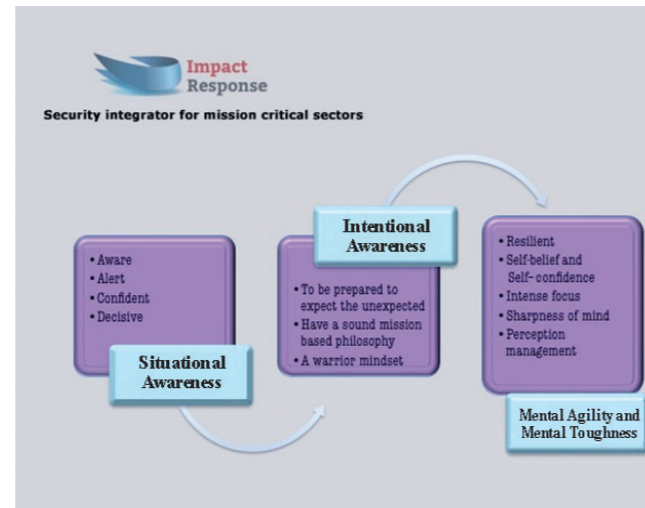 Impact
Response
Security integrator for mission critical sectors
• Aware
• Alert
• Confident
• Decisive
Situational
Awareness
Intentional
Awareness
• To be prepared to
expect the unexpected
• Have a sound mission
based philosophy
• A warrior mindset
• Resilient
• Self-belief and
Self-confidence
• Intense focus
• Sharpness of mind
• Perception
management
Mental Agility and
Mental Toughness